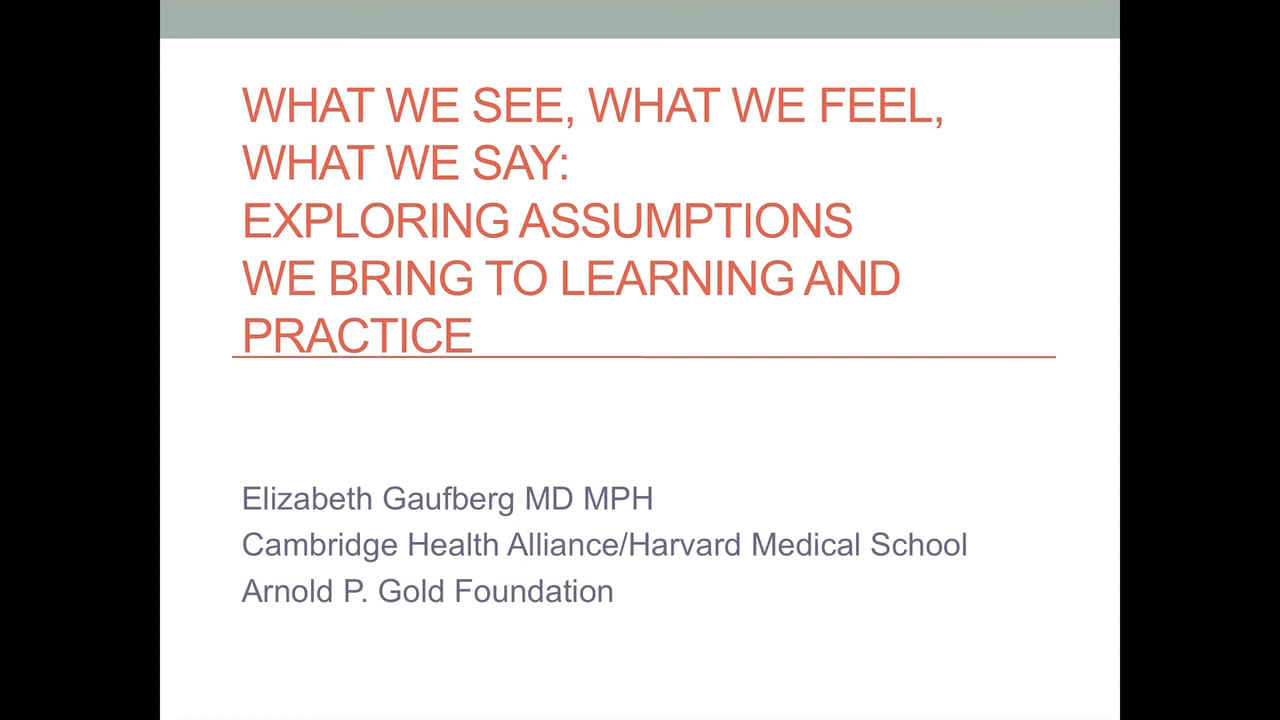 WHAT WE SEE, WHAT WE FEEL,
WHAT WE SAY:
EXPLORING ASSUMPTIONS
WE BRING TO LEARNING AND
PRACTICE
Elizabeth Gaufberg MD MPH
Cambridge Health Alliance/Harvard Medical School
Arnold P. Gold Foundation